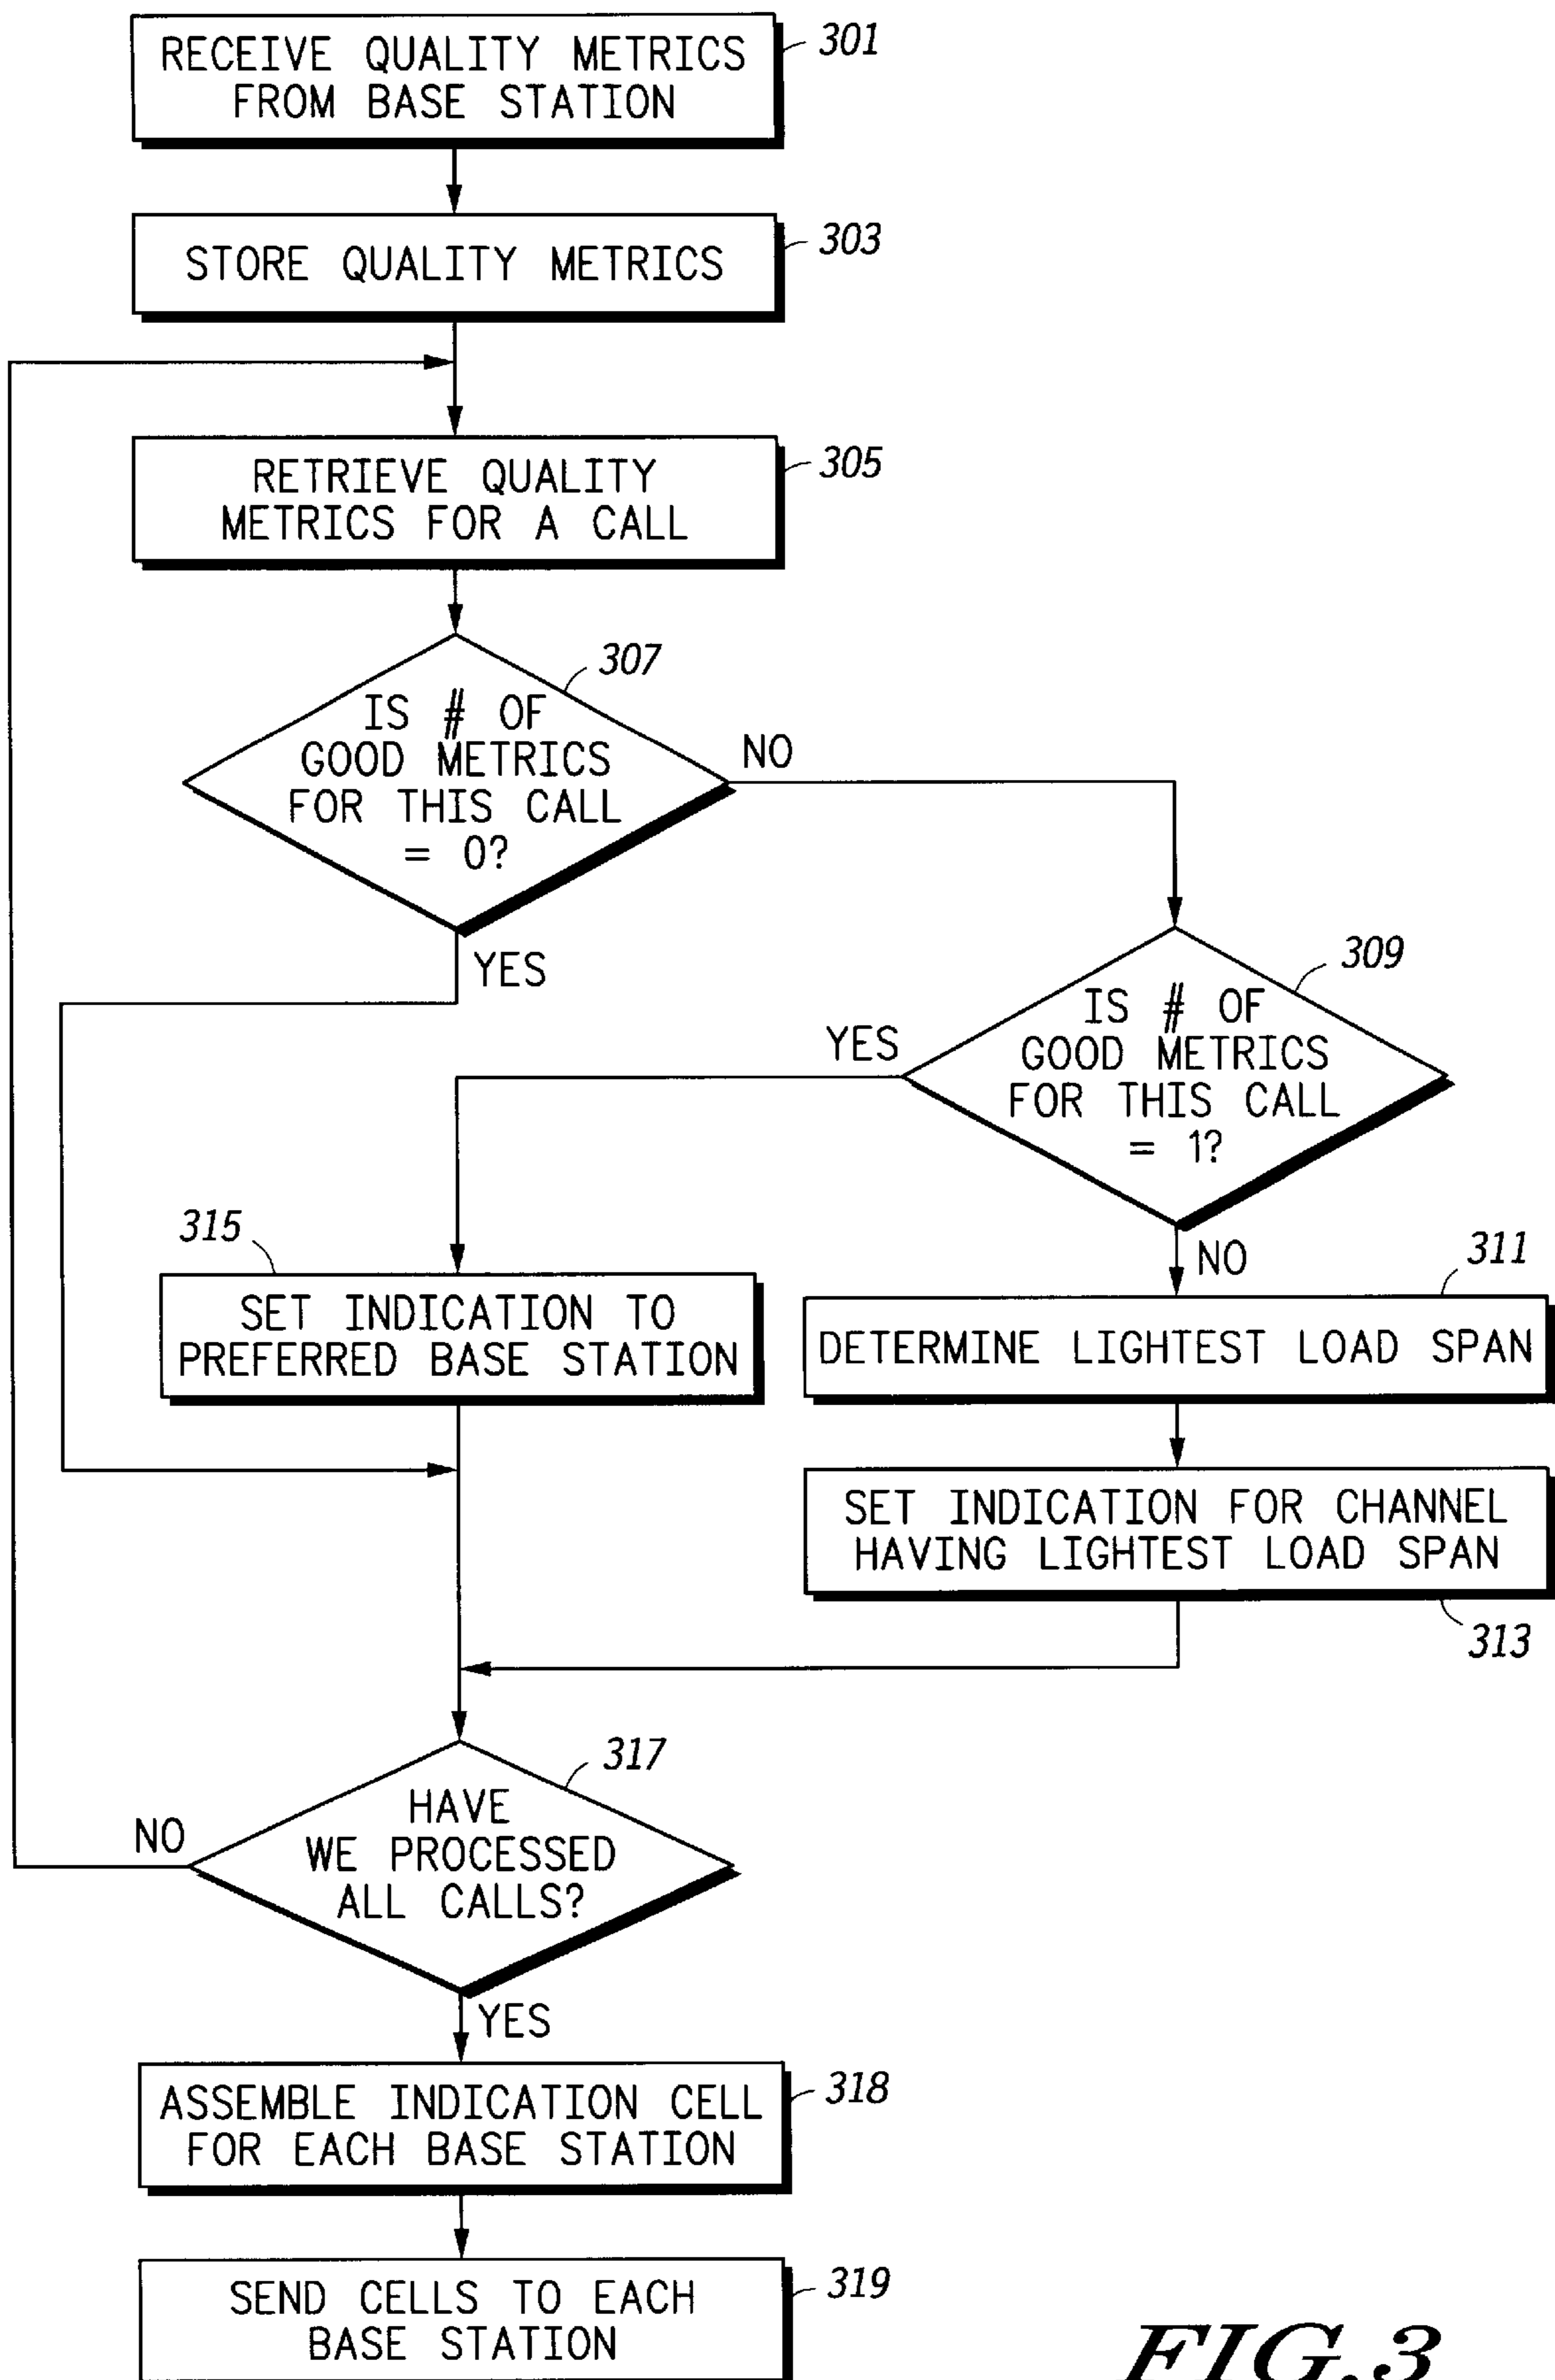 RECEIVE QUALITY METRICS
FROM BASE STATION
301
STORE QUALITY METRICS
303
RETRIEVE QUALITY
METRICS FOR A CALL
305
307
IS # OF
GOOD METRICS
FOR THIS CALL
= 0?
NO
YES
309
IS # OF
GOOD METRICS
FOR THIS CALL
= 1?
YES
NO
315
SET INDICATION TO
PREFERRED BASE STATION
311
DETERMINE LIGHTEST LOAD SPAN
SET INDICATION FOR CHANNEL
HAVING LIGHTEST LOAD SPAN
313
317
HAVE
WE PROCESSED
ALL CALLS?
NO
YES
ASSEMBLE INDICATION CELL
FOR EACH BASE STATION
318
SEND CELLS TO EACH
BASE STATION
319
FIG.3